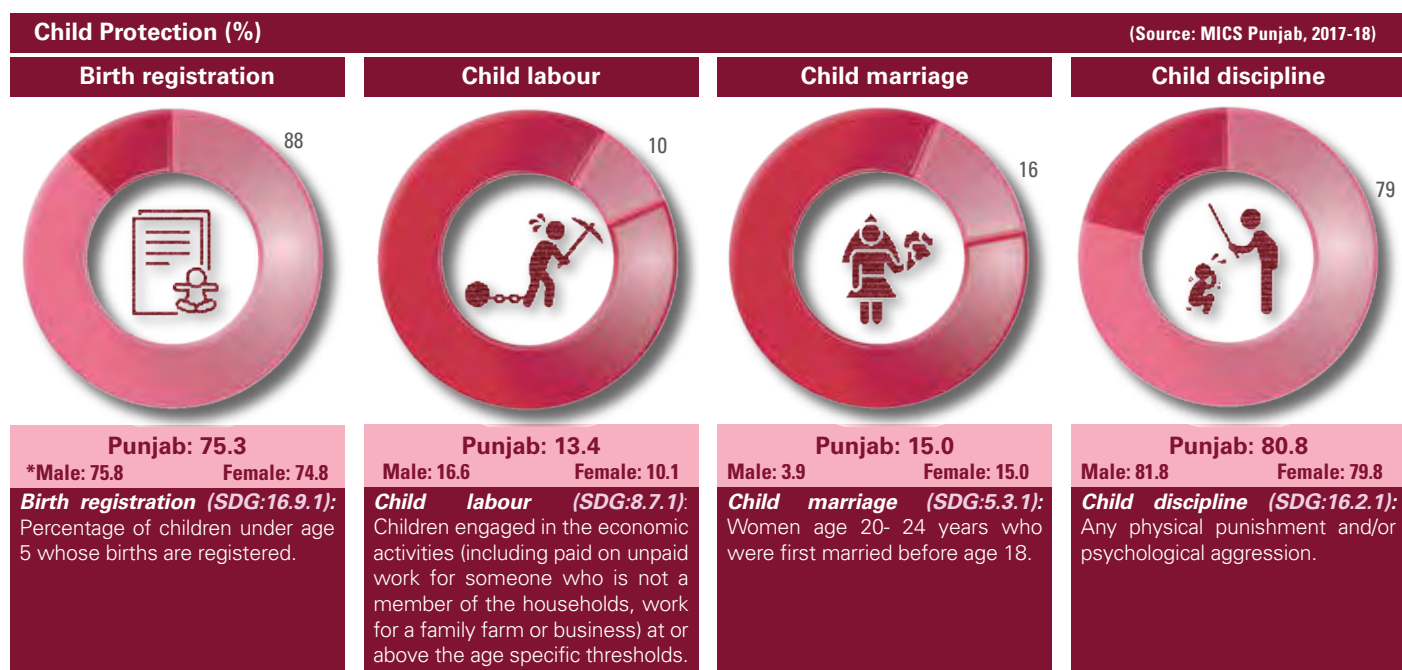 Child Protection (%)
(Source: MICS Punjab, 2017-18)
Birth registration
88
Punjab: 75.3
*Male: 75.8 Female: 74.8
Birth registration (SDG:16.9.1):
Percentage of children under age
5 whose births are registered.
Child labour
10
Punjab: 13.4
Male: 16.6 Female: 10.1
Child labour (SDG:8.7.1):
Children engaged in the economic
activities (including paid on unpaid
work for someone who is not a
member of the households, work
for a family farm or business) at or
above the age specific thresholds.
Child marriage
16
Punjab: 15.0
Male: 3.9 Female: 15.0
Child marriage (SDG:5.3.1):
Women age 20- 24 years who
were first married before age 18.
Child discipline
79
Punjab: 80.8
Male: 81.8 Female: 79.8
Child discipline (SDG:16.2.1):
Any physical punishment and/or
psychological aggression.